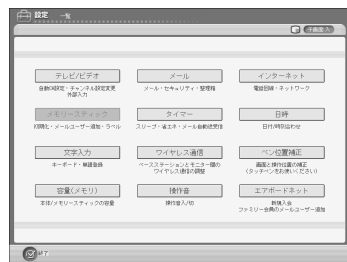 設定 一覧
子画面 入
テレビ/ビデオ
自動CH設定・チャンネル設定変更
外部入力
メール
メール・セキュリティ・整理箱
インターネット
電話回線・ネットワーク
メモリースティック
初期化・メールユーザー追加・ラベル
タイマー
スリープ・省エネ・メール自動送受信
日時
日付/時刻合わせ
文字入力
キーボード・単語登録
ワイヤレス通信
ベースステーションとモニター間の
ワイヤレス通信の調整
ペン位置補正
画面と操作位置の補正
(タッチペンをお使いください)
容量(メモリ)
本体/メモリースティックの容量
操作音
操作音入/切
エアボードネット
新規入会
ファミリー会員のメールユーザー追加
終了